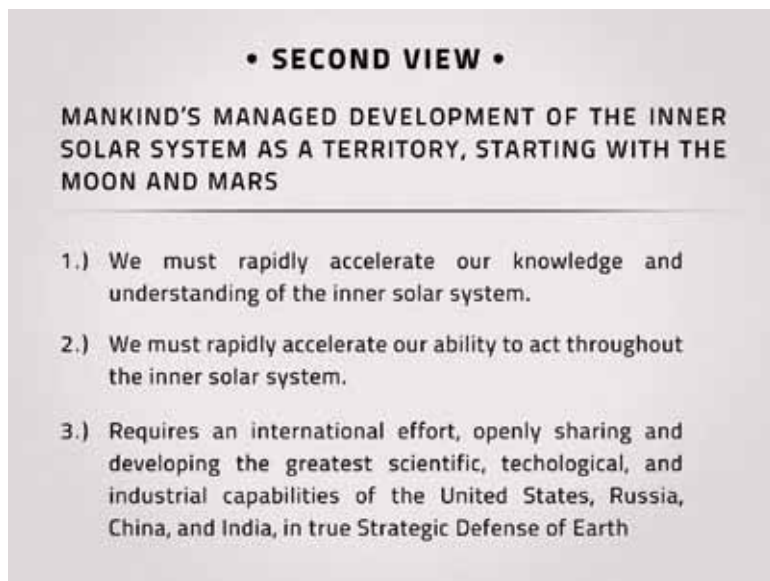 • SECOND VIEW •
MANKIND'S MANAGED DEVELOPMENT OF THE INNER
SOLAR SYSTEM AS A TERRITORY, STARTING WITH THE
MOON AND MARS
1.) We must rapidly accelerate our knowledge and
understanding of the inner solar system.
2.) We must rapidly accelerate our ability to act throughout
the inner solar system.
3.) Requires an international effort, openly sharing and
developing the greatest scientific, techological, and
industrial capabilities of the United States, Russia,
China, and India, in true Strategic Defense of Earth